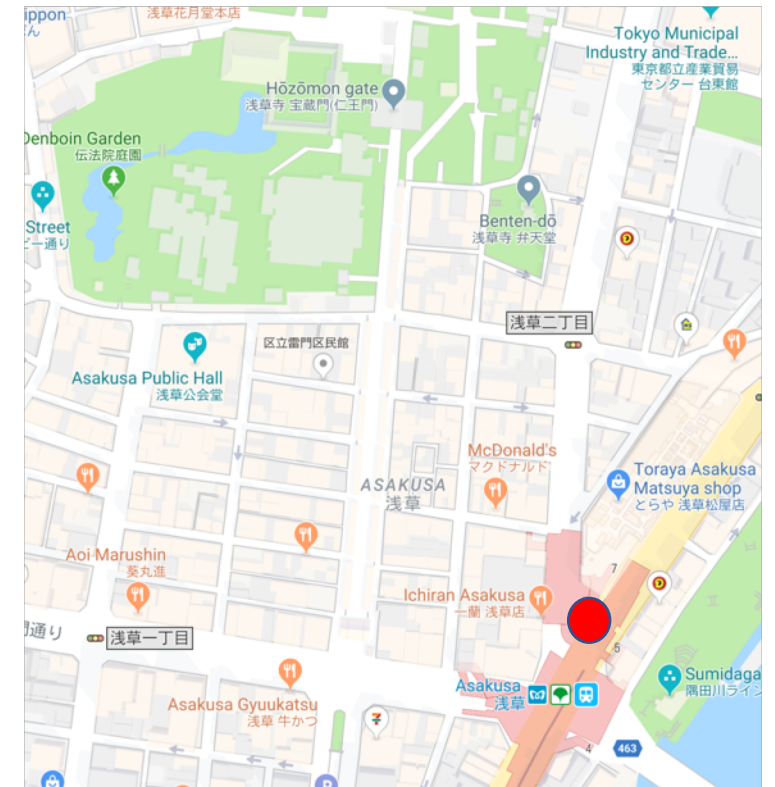 ippon
ん
浅草花月堂本店
Tokyo Municipal
Industry and Trade...
東京都立産業貿易
センター 台東館
Hōzōmon gate
浅草寺 宝蔵門(仁王門)
Denboin Garden
伝法院庭園
Street
ビー通り
Benten-dō
浅草寺 弁天堂
浅草二丁目
区立雷門区民館
Asakusa Public Hall
浅草公会堂
McDonald's
マクドナルド
ASAKUSA
浅草
Toraya Asakusa
Matsuya shop
とらや 浅草松屋店
Aoi Marushin
葵丸進
7
Ichiran Asakusa
一蘭 浅草店
門通り
浅草一丁目
5
Asakusa
浅草
Sumidaga
隅田川ライン
Asakusa Gyuukatsu
浅草 牛かつ
4
463
P